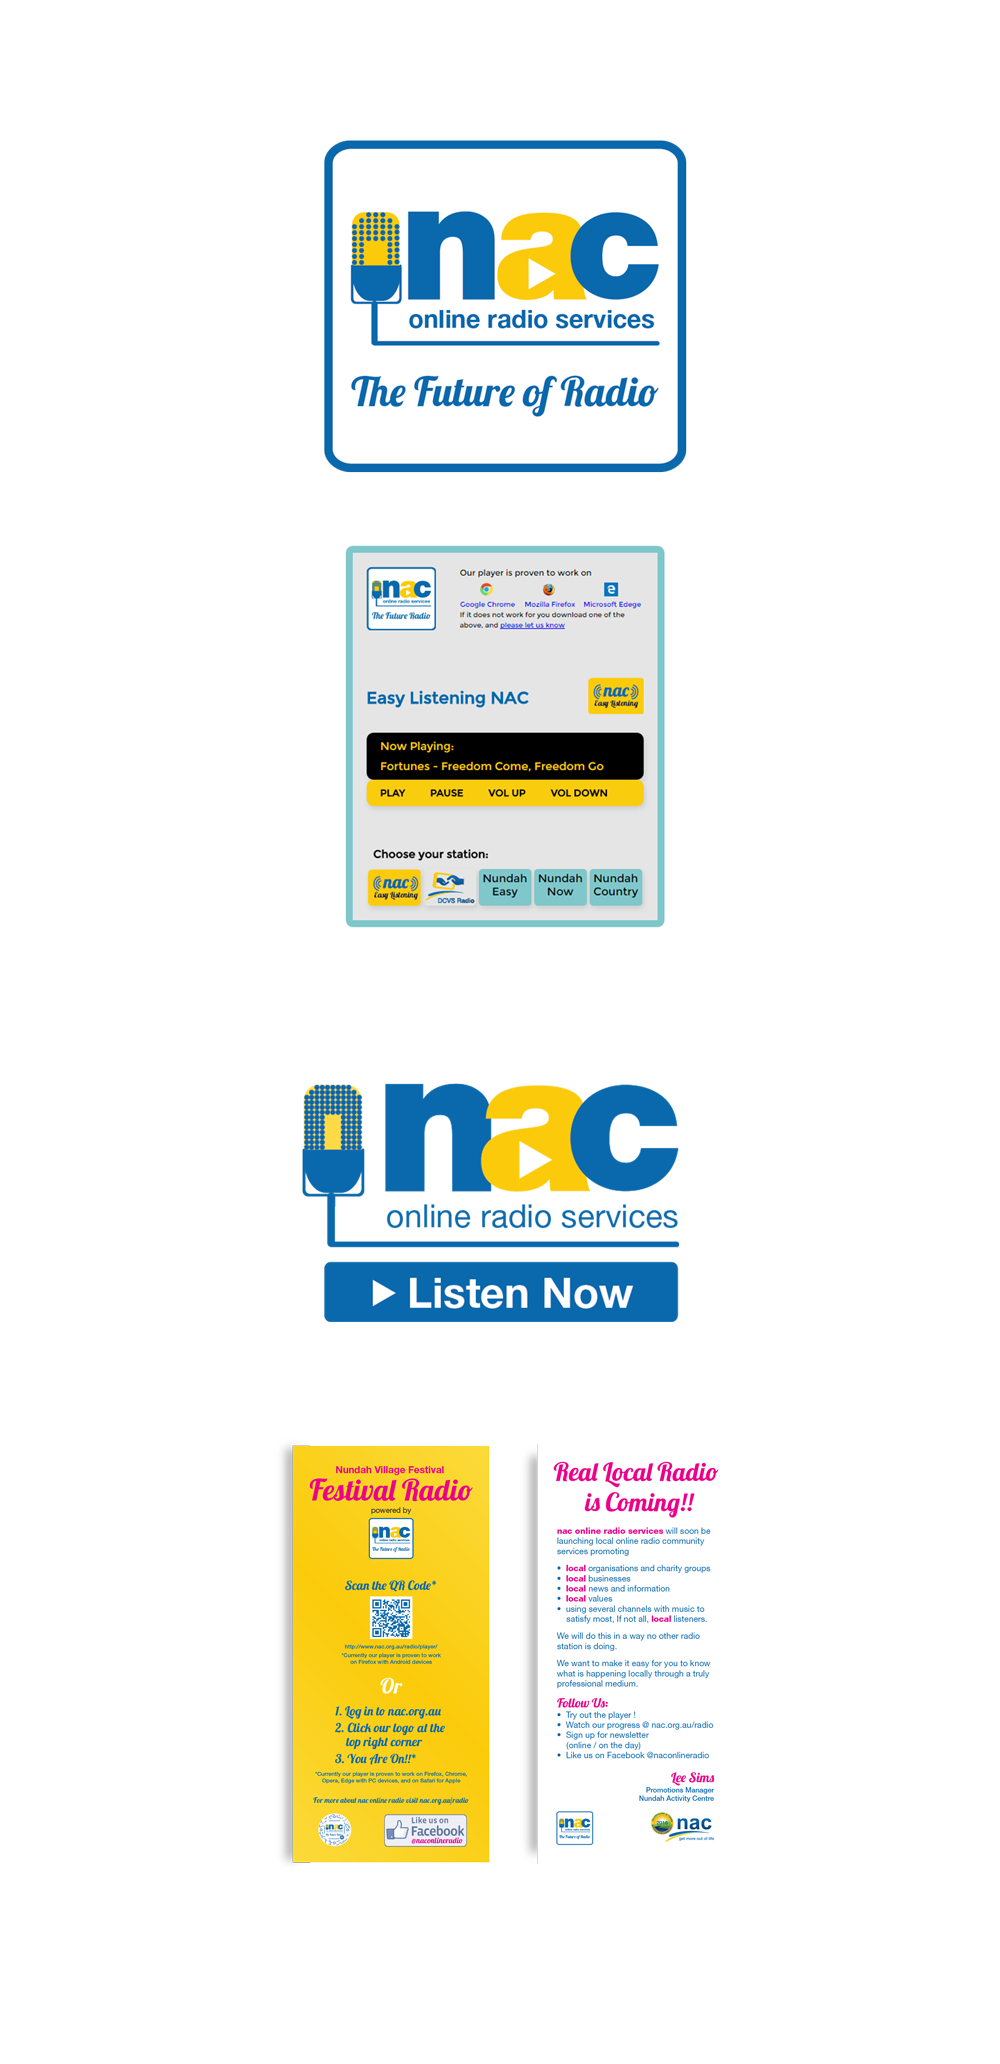 nac
online radio services
The Future of Radio
nac
online radio services
The Future Radio
Our player is proven to work on
Google Chrome Mozilla Firefox Microsoft Edege
If it does not work for you download one of the
above, and please let us know
Easy Listening NAC
nac
Easy Listening
Now Playing:
Fortunes - Freedom Come, Freedom Go
PLAY PAUSE VOL UP VOL DOWN
Choose your station:
nac
Easy Listening
DCVS Radio
Nundah
Easy
Nundah
Now
Nundah
Country
nac
online radio services
Listen Now
Nundah Village Festival
Festival Radio
powered by
nac
online radio services
The Future of Radio
Scan the QR Code*
http://www.nac.org.au/radio/player/
*Currently our player is proven to work
on Firefox with Android devices
Or
1. Log in to nac.org.au
2. Click our logo at the
top right corner
3. You Are On!!*
*Currently our player is proven to work on Firefox, Chrome,
Opera, Edge with PC devices, and on Safari for Apple
For more about nac online radio visit nac.org.au/radio
nac
Like us on
Facebook
@naconlineradio
Real Local Radio
is Coming!!
nac online radio services will soon be
launching local online radio community
services promoting
• local organisations and charity groups
• local businesses
• local news and information
• local values
• using several channels with music to
satisfy most, If not all, local listeners.
We will do this in a way no other radio
station is doing.
We want to make it easy for you to know
what is happening locally through a truly
professional medium.
Follow Us:
• Try out the player !
• Watch our progress @ nac.org.au/radio
• Sign up for newsletter
(online / on the day)
• Like us on Facebook @naconlineradio
Lee Sims
Promotions Manager
Nundah Activity Centre
nac
online radio services
The Future of Radio
nac
get more out of life